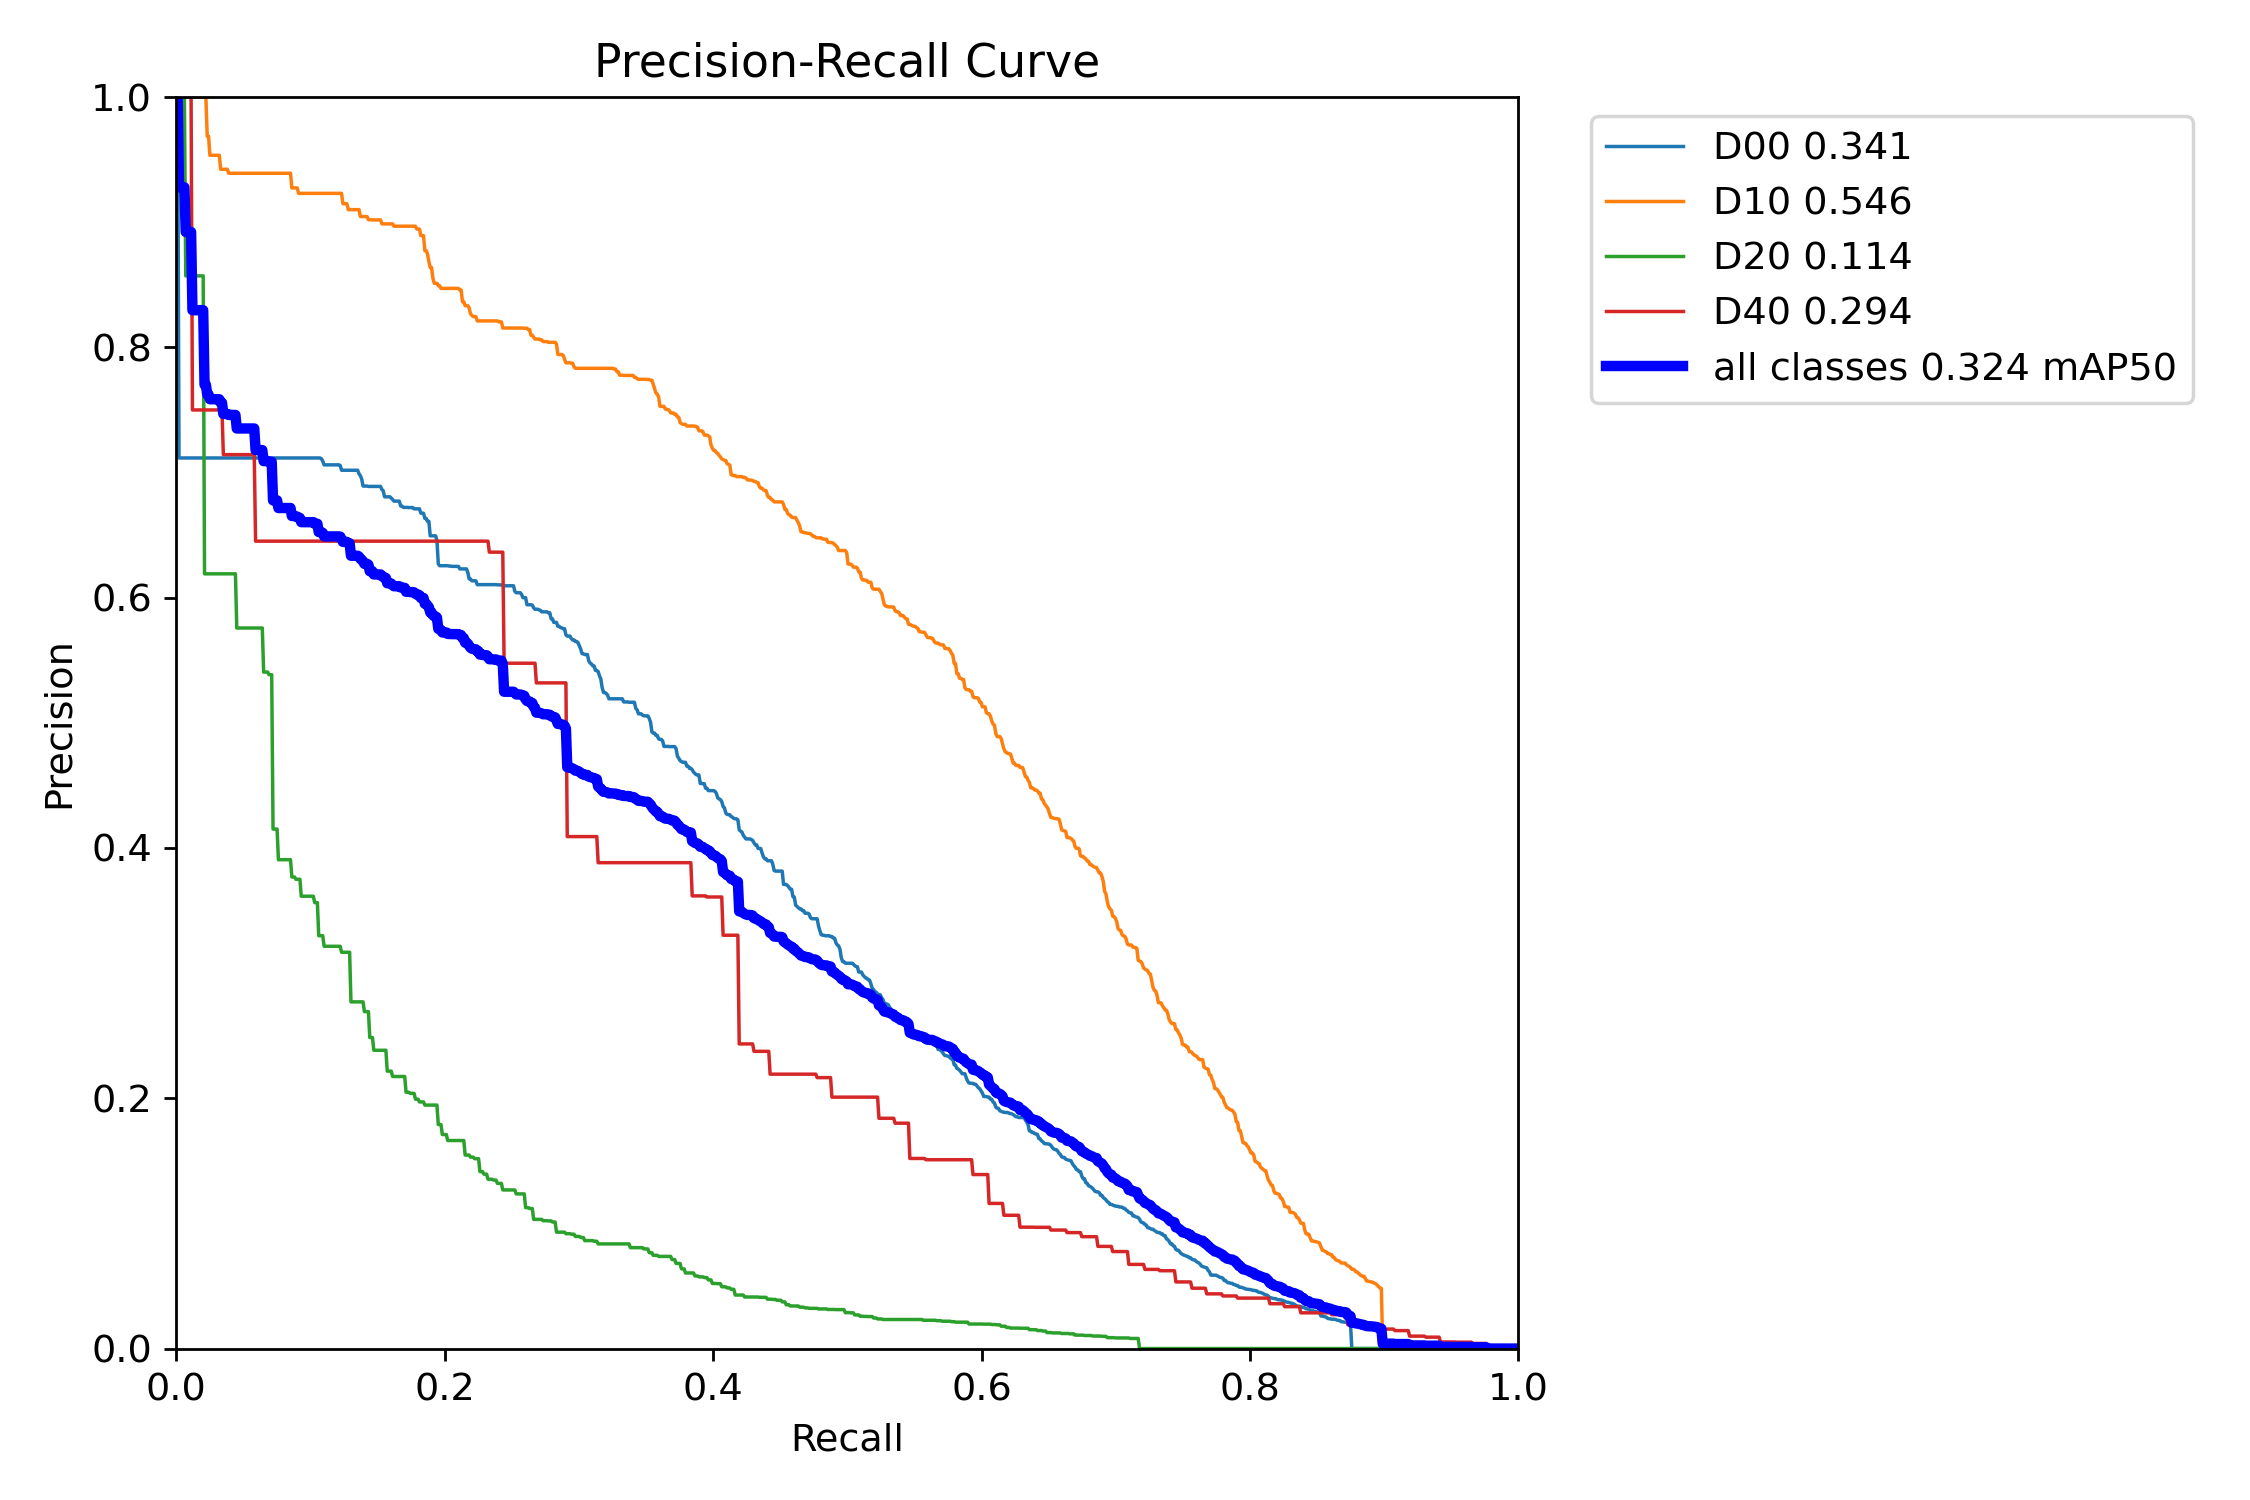 Precision-Recall Curve
1.0
0.8
0.6
0.4
0.2
0.0
Precision
0.0 0.2 0.4 0.6 0.8 1.0
Recall
D00 0.341
D10 0.546
D20 0.114
D40 0.294
all classes 0.324 mAP50